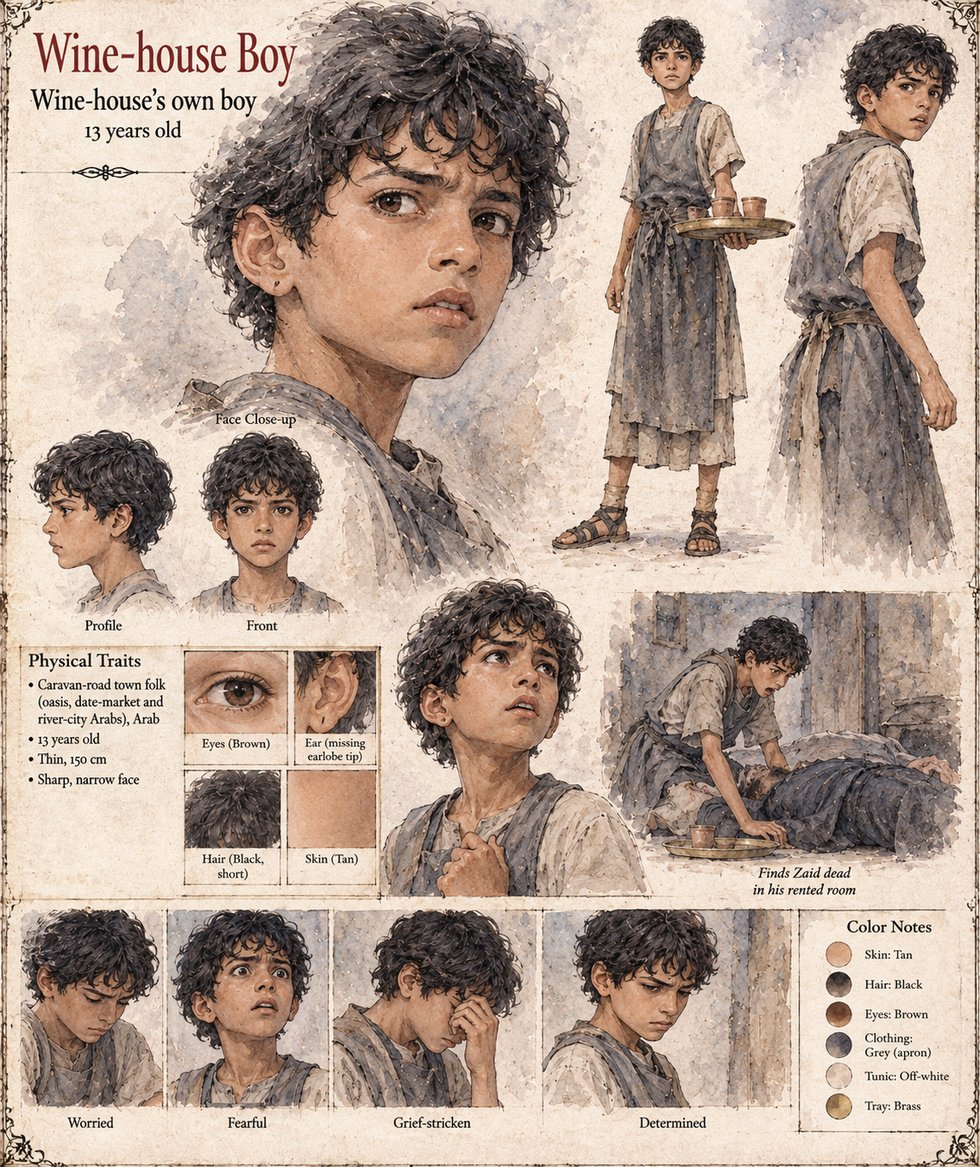 Wine-house Boy
Wine-house's own boy
13 years old
Face Close-up
Profile
Front
Physical Traits
• Caravan-road town folk
(oasis, date-market and
river-city Arabs), Arab
• 13 years old
• Thin, 150 cm
• Sharp, narrow face
Eyes (Brown)
Ear (missing
earlobe tip)
Hair (Black,
short)
Skin (Tan)
Finds Zaid dead
in his rented room
Worried
Fearful
Grief-stricken
Determined
Color Notes
Skin: Tan
Hair: Black
Eyes: Brown
Clothing:
Grey (apron)
Tunic: Off-white
Tray: Brass